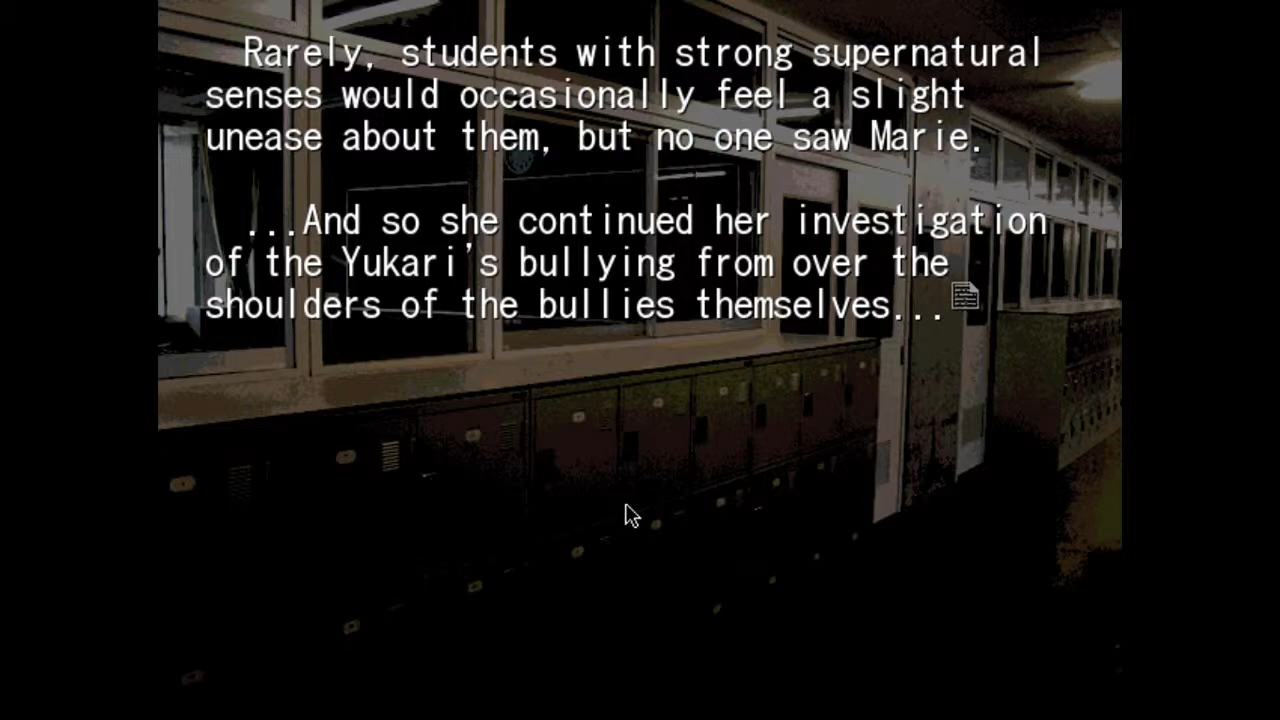 Rarely, students with strong supernatural
senses would occasionally feel a slight
unease about them, but no one saw Marie.
...And so she continued her investigation
of the Yukari's bullying from over the
shoulders of the bullies themselves...